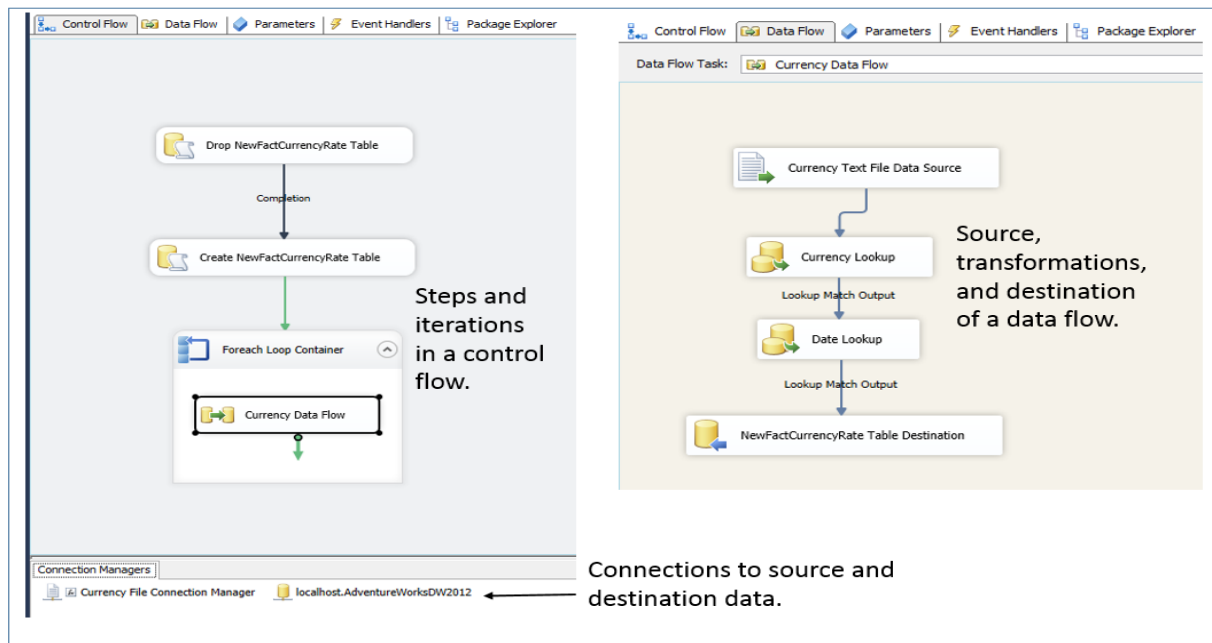 Control Flow Data Flow Parameters Event Handlers Package Explorer
Drop NewFactCurrencyRate Table
Completion
Create NewFactCurrencyRate Table
Foreach Loop Container
Currency Data Flow
Steps and
iterations
in a control
flow.
Connection Managers
Currency File Connection Manager localhost.AdventureWorksDW2012
Control Flow Data Flow Parameters Event Handlers Package Explorer
Data Flow Task: Currency Data Flow
Currency Text File Data Source
Currency Lookup
Lookup Match Output
Date Lookup
Lookup Match Output
NewFactCurrencyRate Table Destination
Source,
transformations,
and destination
of a data flow.
Connections to source and
destination data.